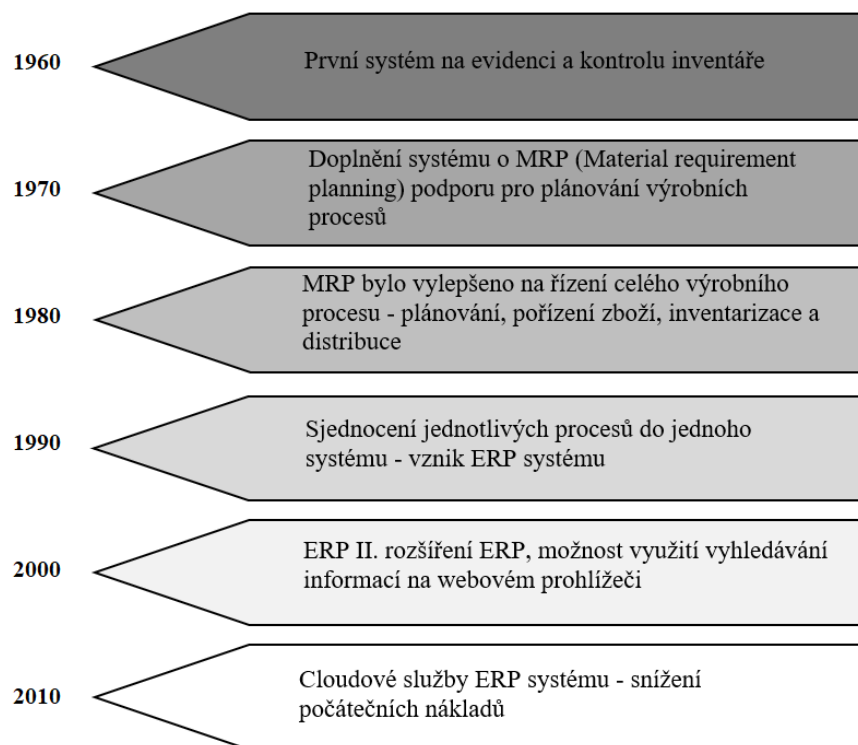 1960
První systém na evidenci a kontrolu inventáře
1970
Doplnění systému o MRP (Material requirement
planning) podporu pro plánování výrobních
procesů
1980
MRP bylo vylepšeno na řízení celého výrobního
procesu - plánování, pořízení zboží, inventarizace a
distribuce
1990
Sjednocení jednotlivých procesů do jednoho
systému - vznik ERP systému
2000
ERP II. rozšíření ERP, možnost využití vyhledávání
informací na webovém prohlížeči
2010
Cloudové služby ERP systému - snížení
počátečních nákladů